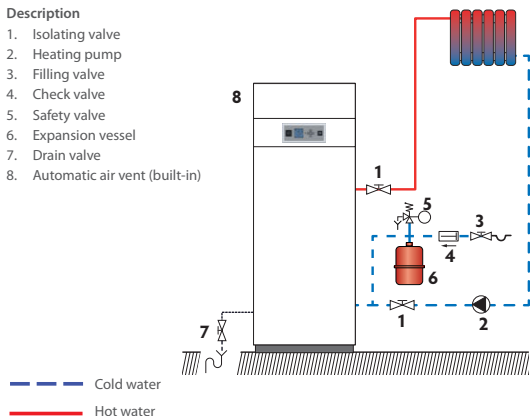 Description
1. Isolating valve
2. Heating pump
3. Filling valve
4. Check valve
5. Safety valve
6. Expansion vessel
7. Drain valve
8. Automatic air vent (built-in)
8
1
5
3
4
6
1
2
7
Cold water
Hot water